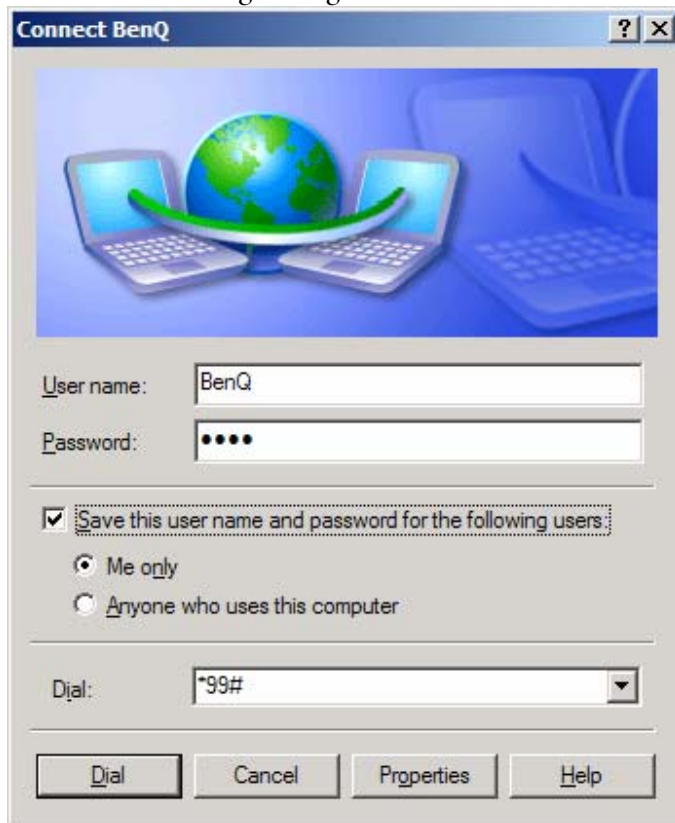 Connect BenQ
User name: BenQ
Password: ••••
Save this user name and password for the following users:
Me only
Anyone who uses this computer
Dial: *99#
Dial Cancel Properties Help